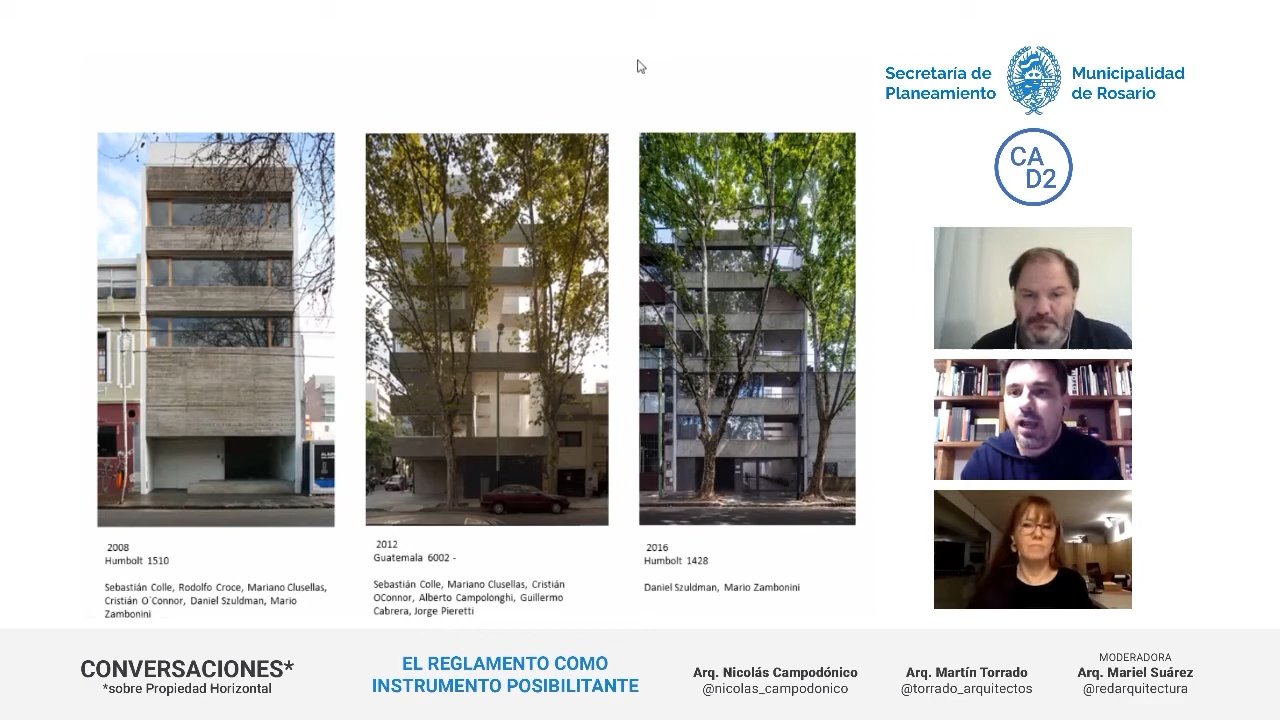 Secretaría de
Planeamiento
Municipalidad
de Rosario
CA
D2
2008
Humbolt 1510
Sebastián Colle, Rodolfo Croce, Mariano Clusellas,
Cristián O´Connor, Daniel Szuldman, Mario
Zambonini
2012
Guatemala 6002 -
Sebastián Colle, Mariano Clusellas, Cristián
OConnor, Alberto Campolonghi, Guillermo
Cabrera, Jorge Pieretti
2016
Humbolt 1428
Daniel Szuldman, Mario Zambonini
CONVERSACIONES*
*sobre Propiedad Horizontal
EL REGLAMENTO COMO
INSTRUMENTO POSIBILITANTE
Arq. Nicolás Campodónico
@nicolas_campodonico
Arq. Martín Torrado
@torrado_arquitectos
MODERADORA
Arq. Mariel Suárez
@redarquitectura